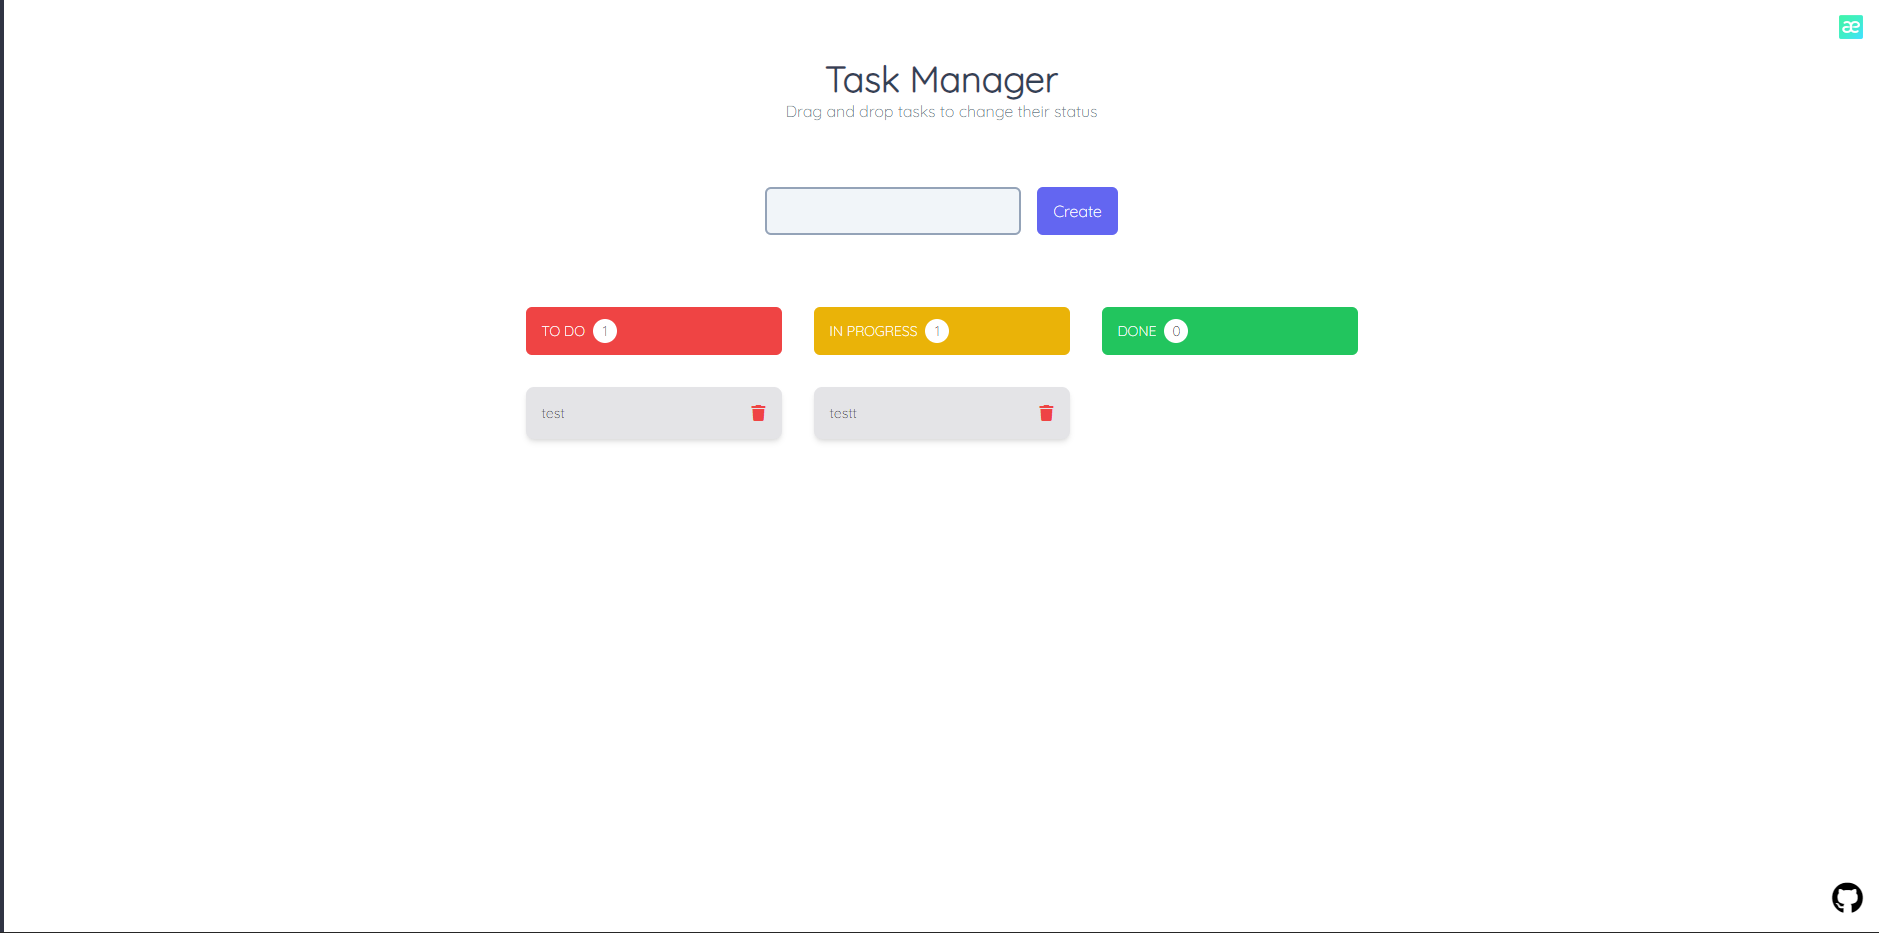 æ
Task Manager
Drag and drop tasks to change their status
Create
TO DO 1
IN PROGRESS 1
DONE 0
test
testt